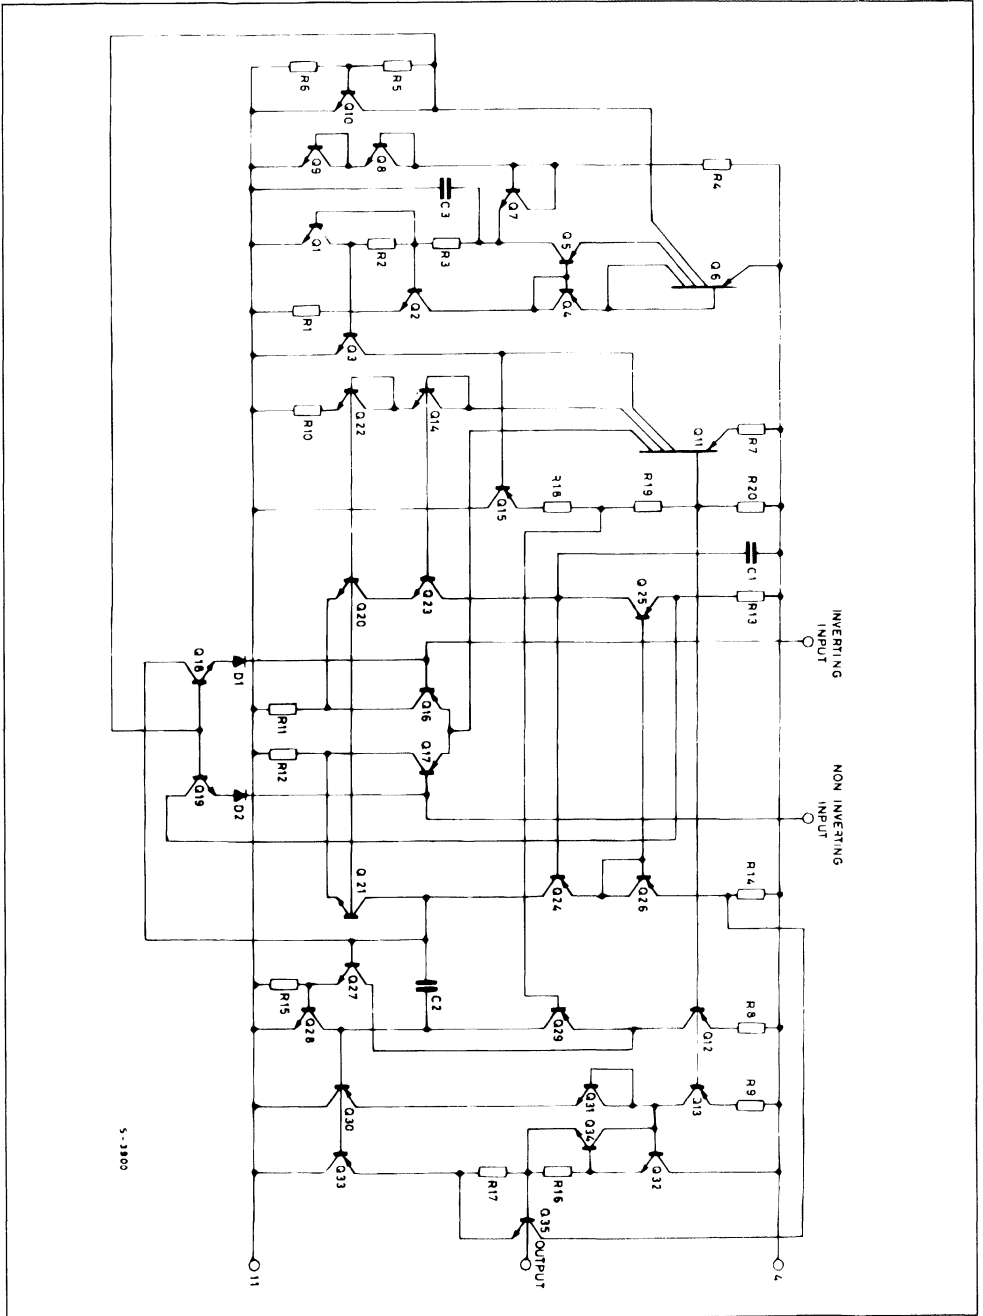 INVERTING
INPUT
NON INVERTING
INPUT
4
R7
R20
C1
R13
R14
R8
R9
R4
Q6
Q11
Q12
Q13
R19
Q25
Q26
Q32
Q5
Q4
R18
Q24
Q29
Q31
Q34
R16
Q7
Q15
R17
Q35
OUTPUT
C3
R3
Q2
Q14
Q23
Q16
Q17
C2
R5
Q8
R2
Q10
Q3
Q22
Q20
Q21
Q27
Q30
Q33
R6
Q9
Q1
R1
R10
R11
R12
R15
Q28
11
D1
D2
Q18
Q19
S-3900